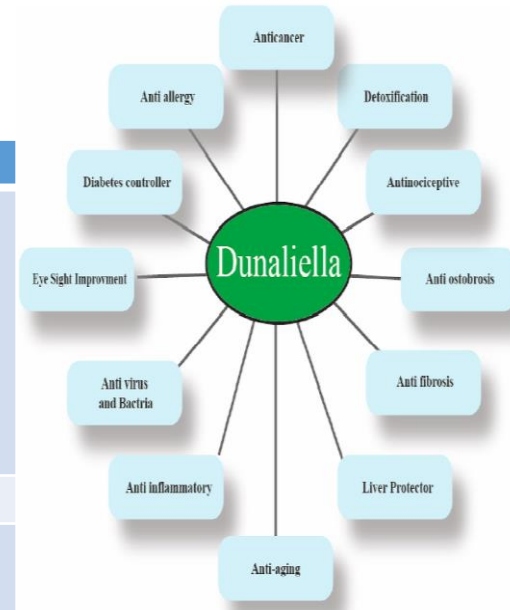 Anticancer
Anti allergy
Detoxification
Diabetes controller
Antinociceptive
Dunaliella
Eye Sight Improvment
Anti ostobrosis
Anti virus
and Bactria
Anti fibrosis
Anti inflammatory
Liver Protector
Anti-aging